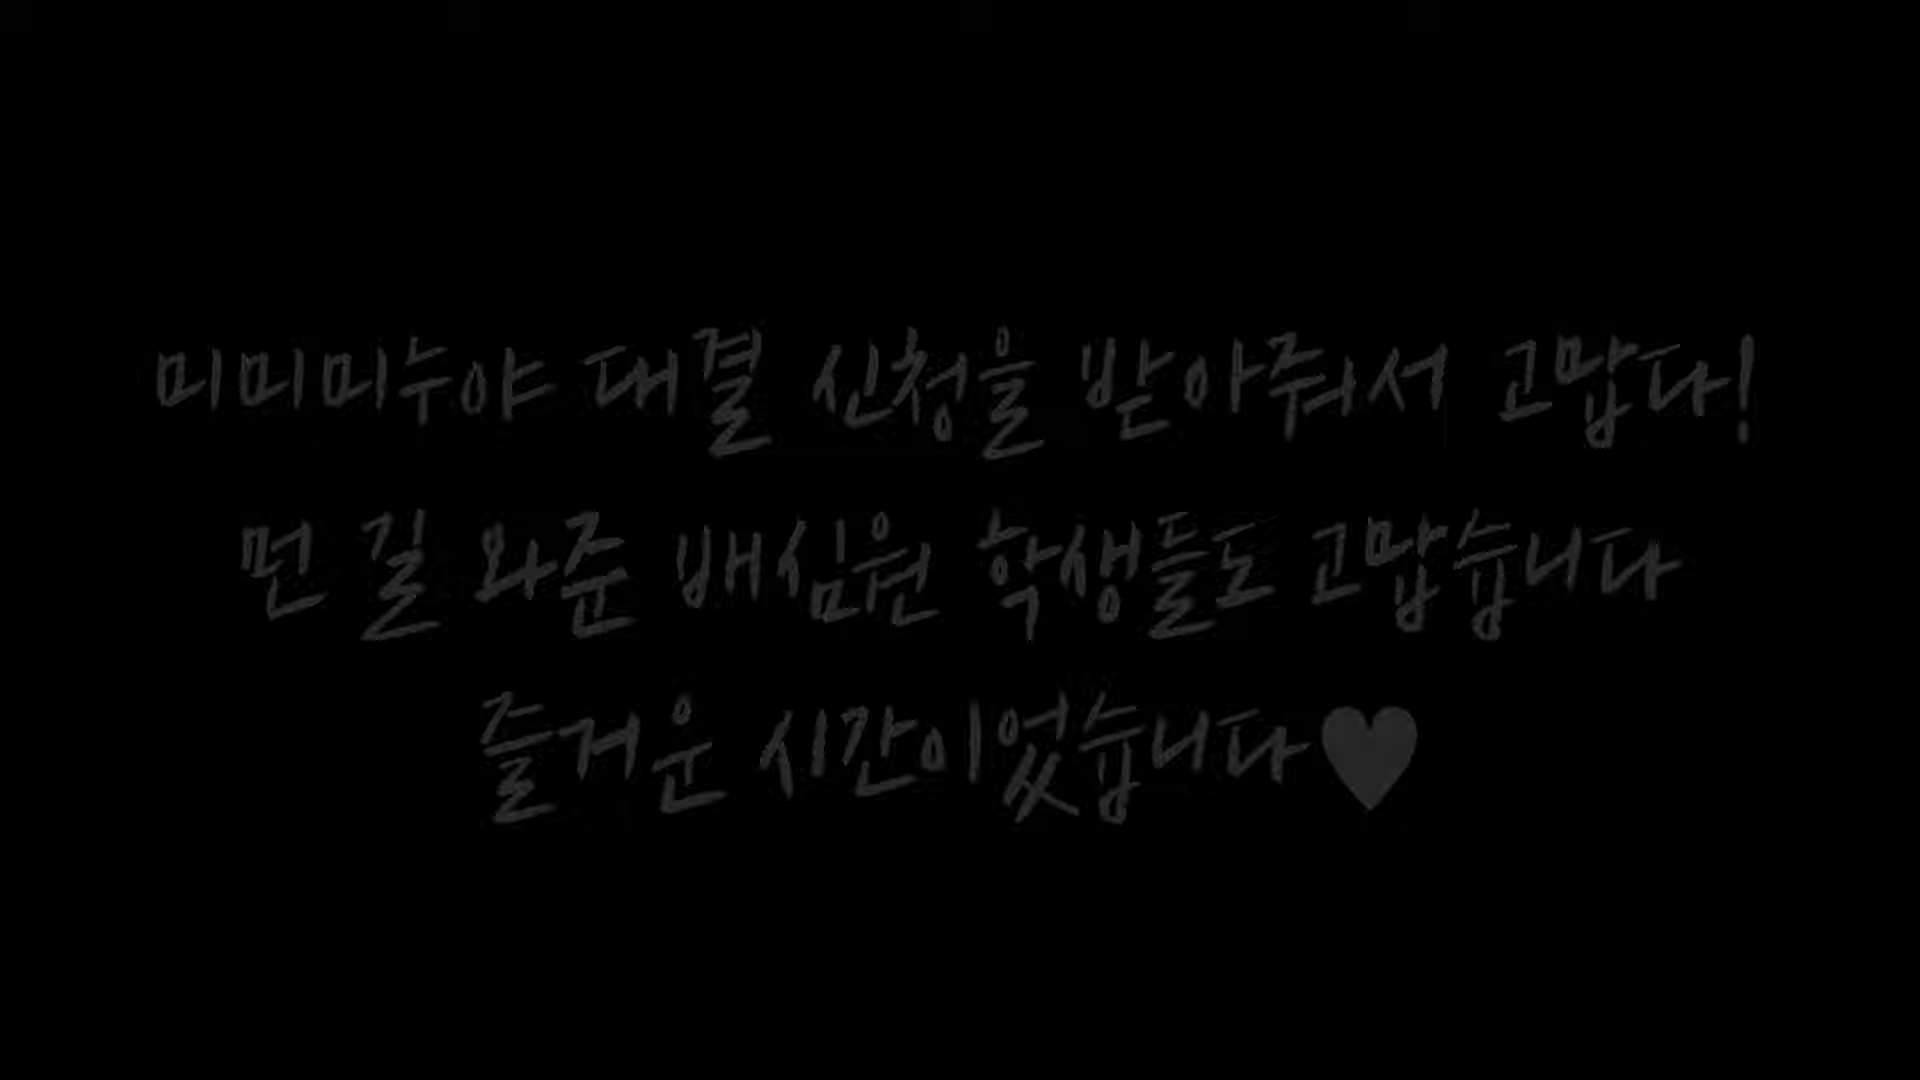 미미미누야 대결 신청을 받아줘서 고맙다!
먼 길 와준 배심원 학생들도 고맙습니다
즐거운 시간이었습니다♥